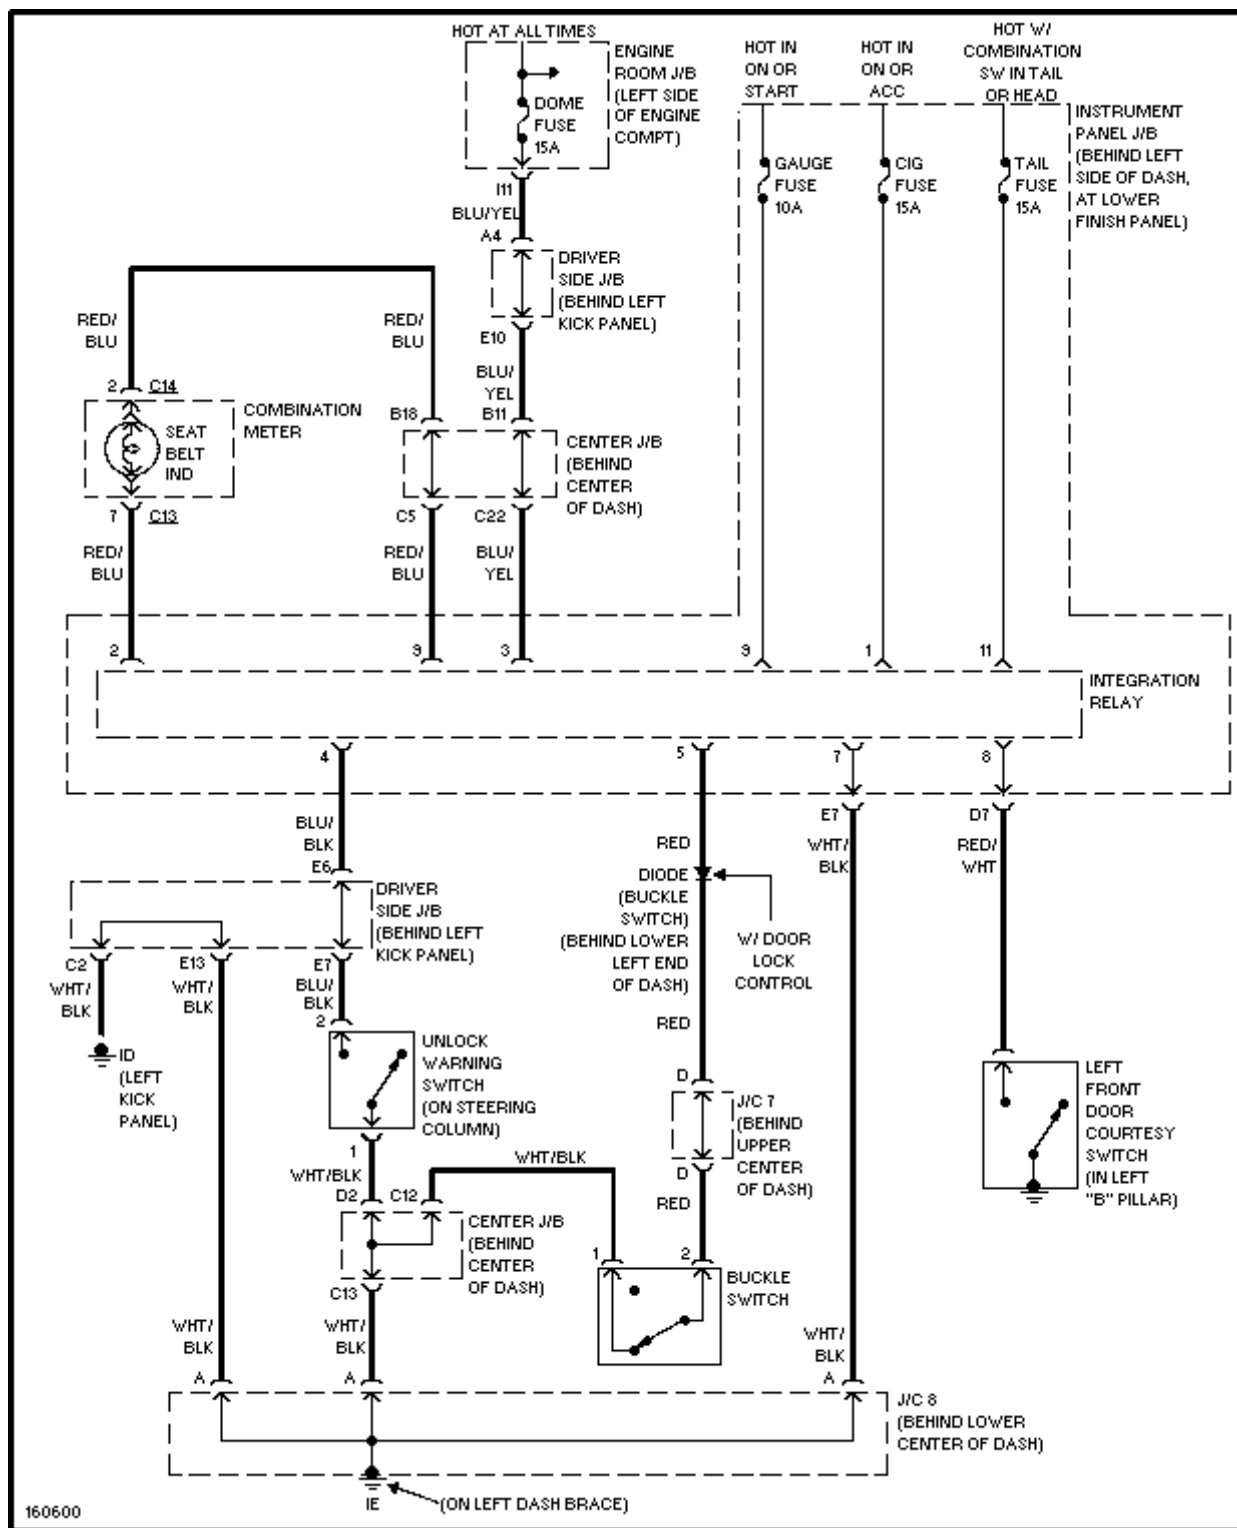 HOT AT ALL TIMES
ENGINE
ROOM J/B
(LEFT SIDE
OF ENGINE
COMPT)
DOME
FUSE
15A
HOT IN
ON OR
START
HOT IN
ON OR
ACC
HOT W/
COMBINATION
SW IN TAIL
OR HEAD
INSTRUMENT
PANEL J/B
(BEHIND LEFT
SIDE OF DASH,
AT LOWER
FINISH PANEL)
GAUGE
FUSE
10A
CIG
FUSE
15A
TAIL
FUSE
15A
I11
BLU/YEL
A4
DRIVER
SIDE J/B
(BEHIND LEFT
KICK PANEL)
E10
BLU/
YEL
RED/
BLU
RED/
BLU
2 C14
COMBINATION
METER
SEAT
BELT
IND
7 C13
B18
B11
CENTER J/B
(BEHIND
CENTER
OF DASH)
C5
C22
RED/
BLU
RED/
BLU
BLU/
YEL
2
9
3
9
1
11
INTEGRATION
RELAY
4
5
7
8
E7
D7
BLU/
BLK
E6
RED
WHT/
BLK
RED/
WHT
DRIVER
SIDE J/B
(BEHIND LEFT
KICK PANEL)
DIODE
(BUCKLE
SWITCH)
(BEHIND LOWER
LEFT END
OF DASH)
W/ DOOR
LOCK
CONTROL
C2
E13
E7
WHT/
BLK
WHT/
BLK
BLU/
BLK
2
RED
ID
(LEFT
KICK
PANEL)
UNLOCK
WARNING
SWITCH
(ON STEERING
COLUMN)
1
D
J/C 7
(BEHIND
UPPER
CENTER
OF DASH)
D
RED
LEFT
FRONT
DOOR
COURTESY
SWITCH
(IN LEFT
"B" PILLAR)
WHT/BLK
WHT/BLK
D2
C12
CENTER J/B
(BEHIND
CENTER
OF DASH)
C13
1
2
BUCKLE
SWITCH
WHT/
BLK
WHT/
BLK
WHT/
BLK
A
A
A
J/C 8
(BEHIND LOWER
CENTER OF DASH)
IE
(ON LEFT DASH BRACE)
160600